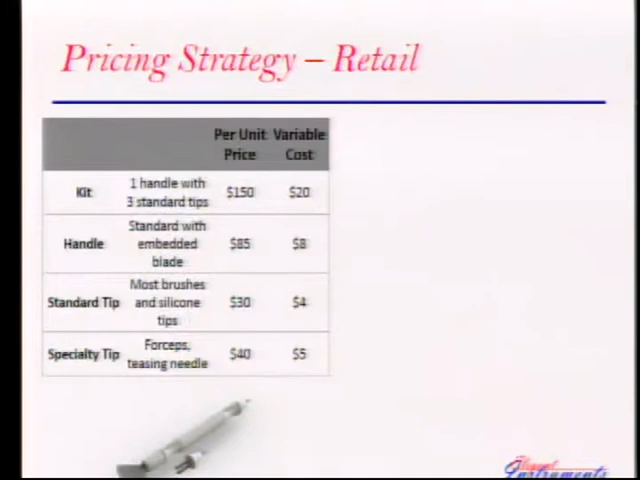 Pricing Strategy – Retail
Per Unit Variable
Price Cost
Kit 1 handle with 3 standard tips $150 $20
Handle Standard with embedded blade $85 $8
Standard Tip Most brushes and silicone tips $30 $4
Specialty Tip Forceps, teasing needle $40 $5
Instruments